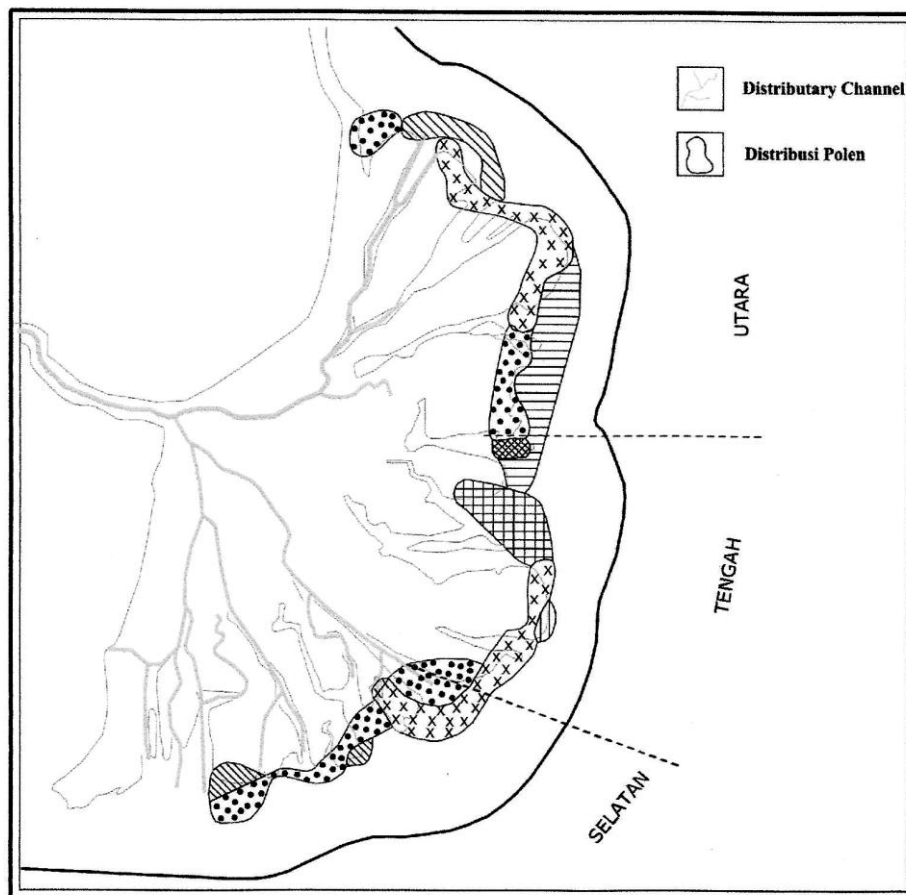 Distributary Channel
Distribusi Polen
UTARA
TENGAH
SELATAN